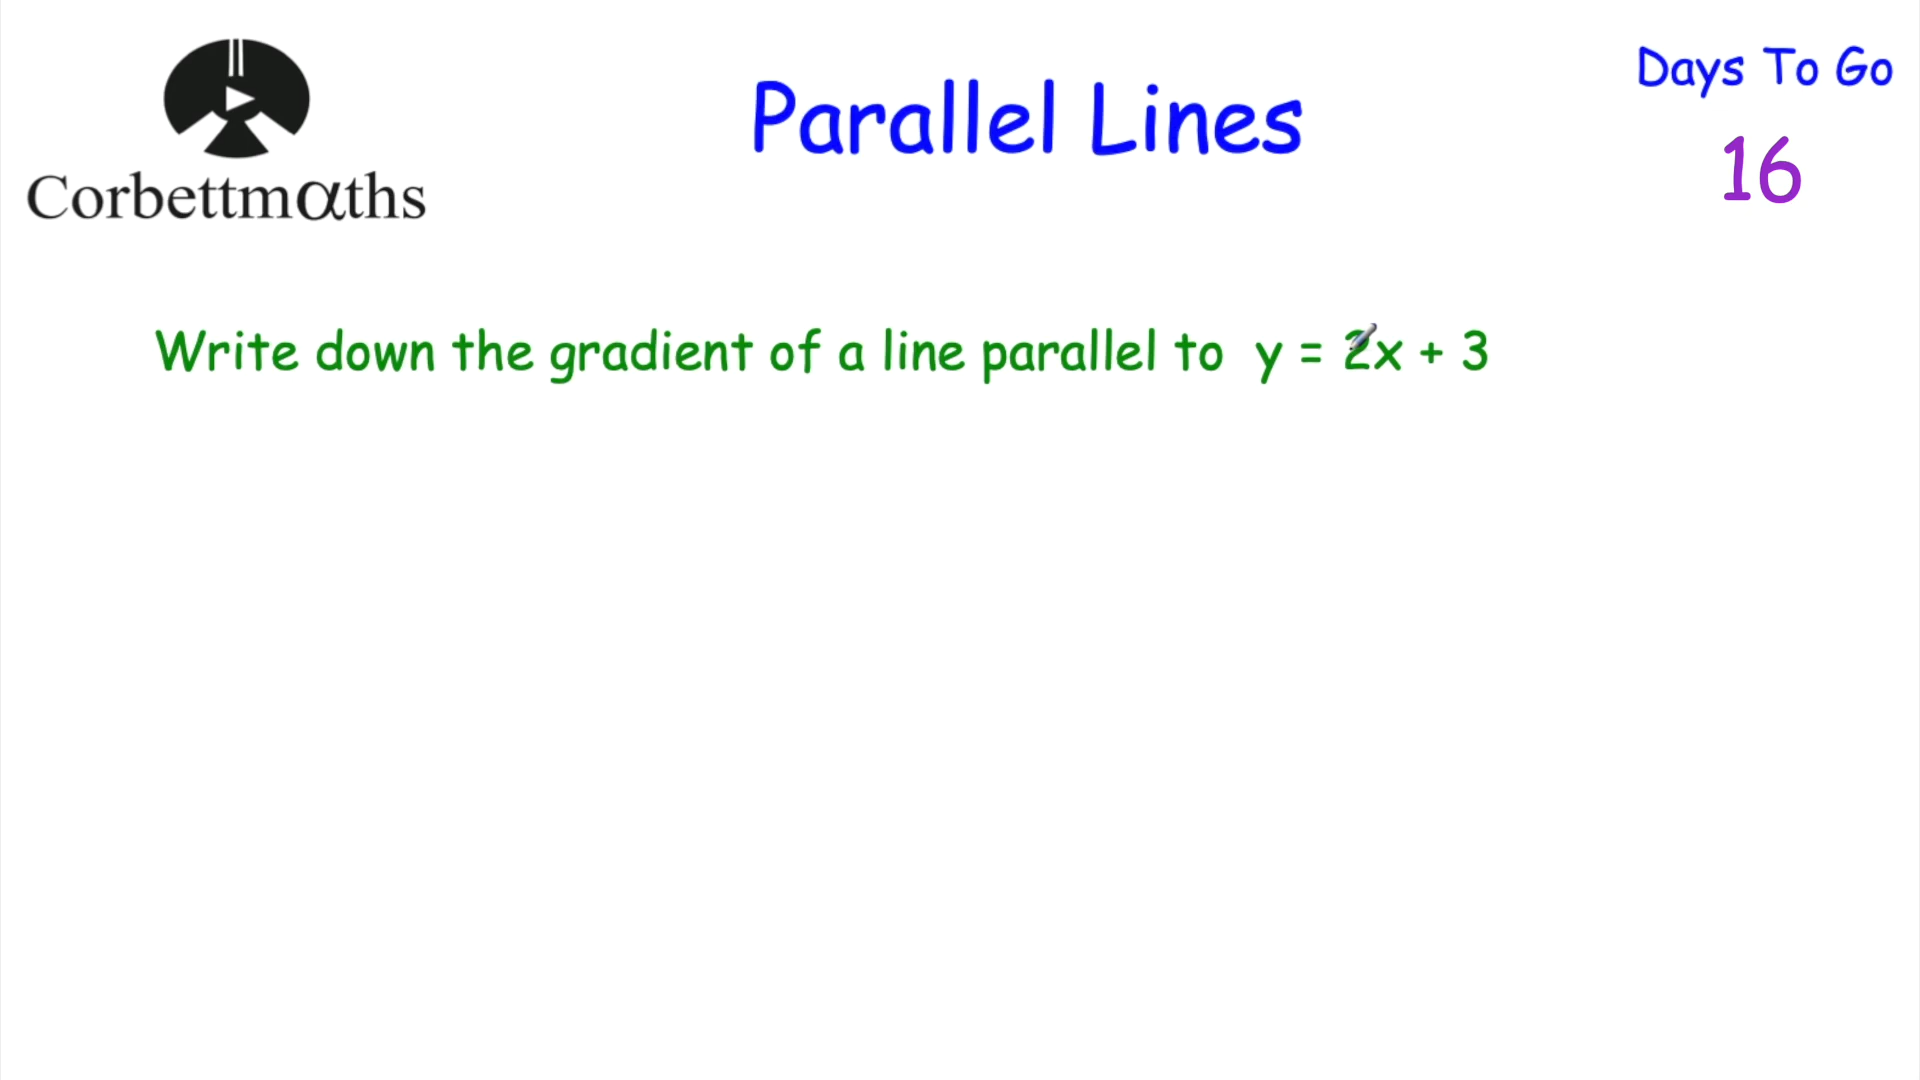 Corbettmαths
Parallel Lines
Days To Go
16
Write down the gradient of a line parallel to y = 2x + 3